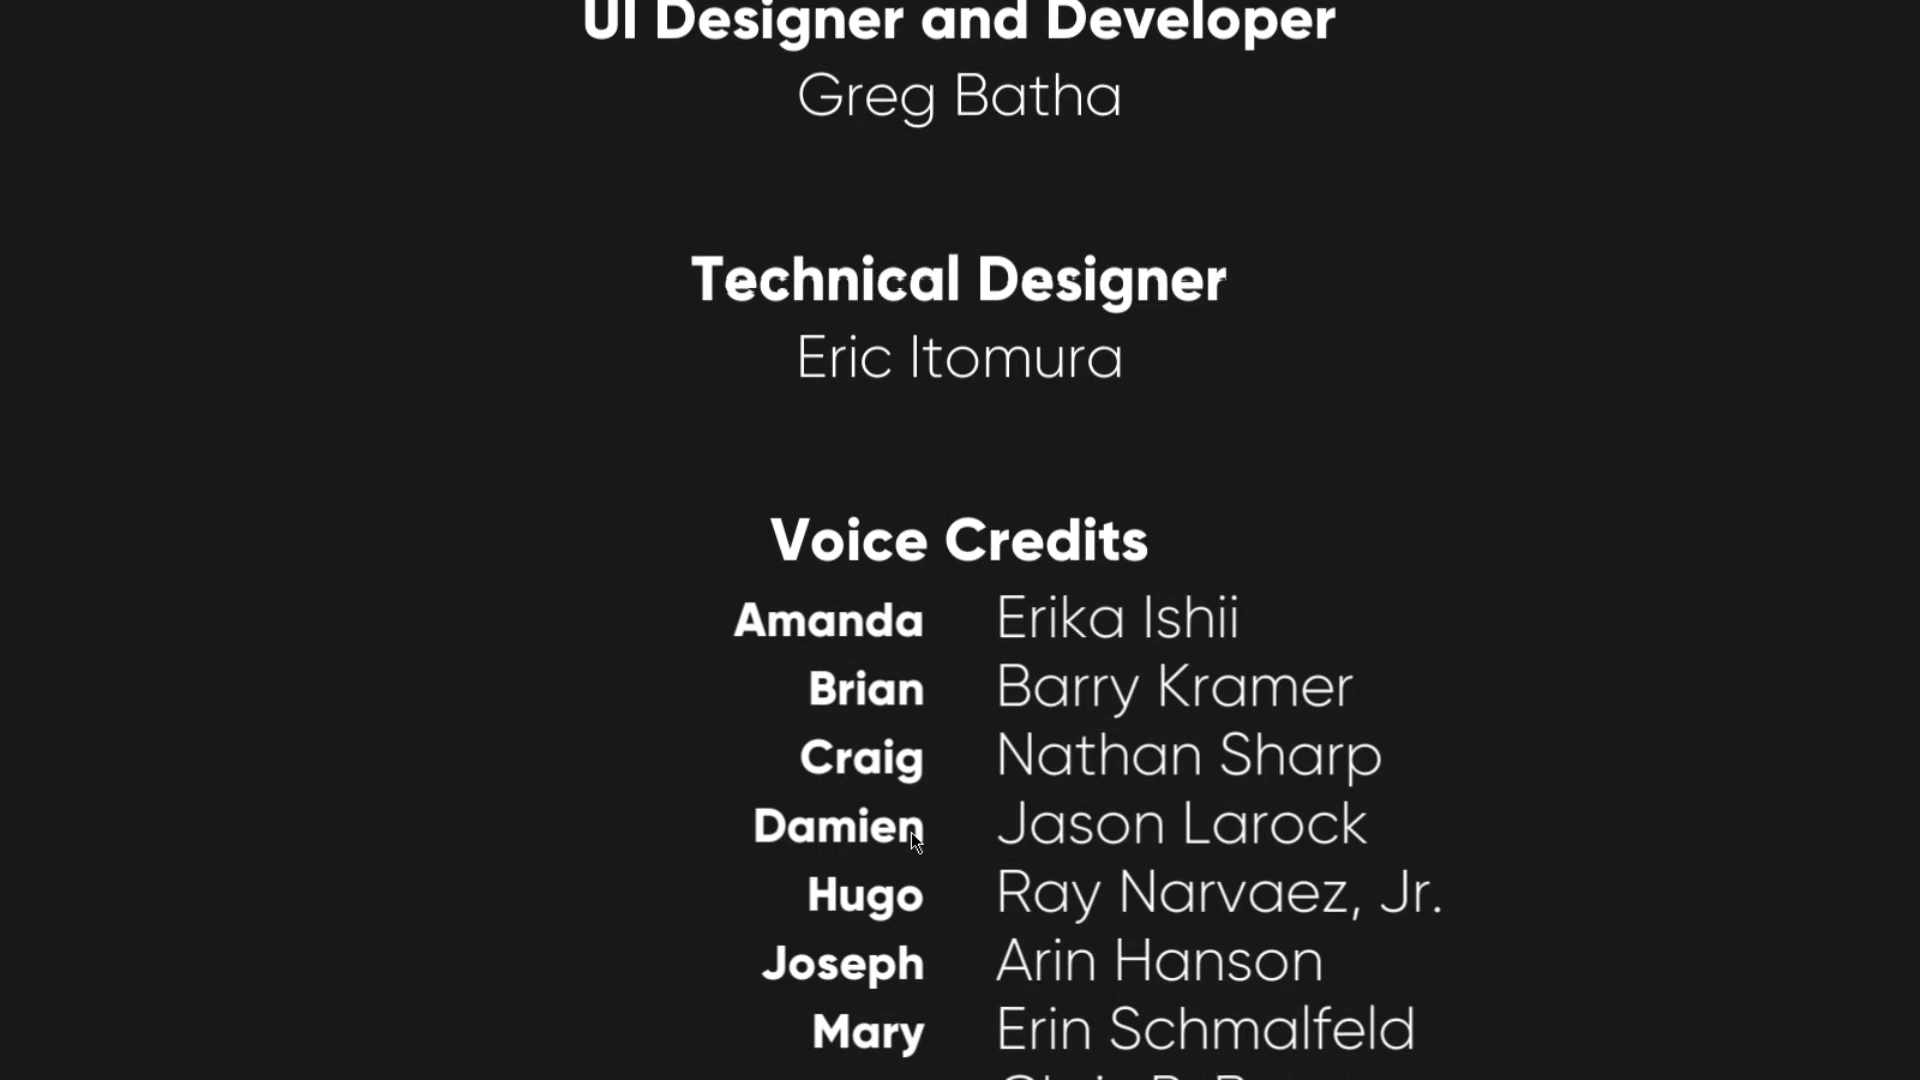 UI Designer and Developer
Greg Batha
Technical Designer
Eric Itomura
Voice Credits
Amanda Erika Ishii
Brian Barry Kramer
Craig Nathan Sharp
Damien Jason Larock
Hugo Ray Narvaez, Jr.
Joseph Arin Hanson
Mary Erin Schmalfeld